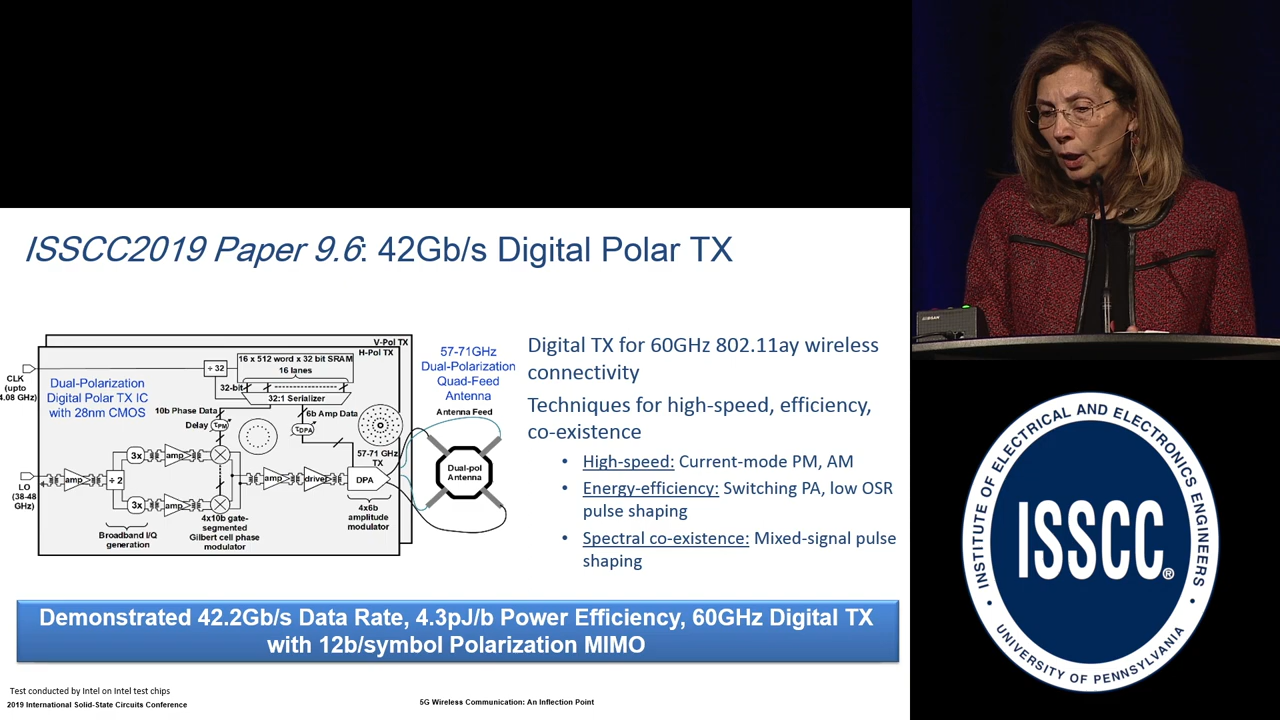 ISSCC2019 Paper 9.6: 42Gb/s Digital Polar TX
V-Pol TX
H-Pol TX
CLK
(upto
4.08 GHz)
÷ 32
16 x 512 word x 32 bit SRAM
16 lanes
32-bit
32:1 Serializer
Dual-Polarization
Digital Polar TX IC
with 28nm CMOS
10b Phase Data
6b Amp Data
Delay
τPM
τDPA
57-71 GHz
TX
LO
(38-48
GHz)
amp
÷ 2
3x
amp
3x
amp
amp
driver
DPA
Broadband I/Q
generation
4x10b gate-
segmented
Gilbert cell phase
modulator
4x6b
amplitude
modulator
57-71GHz
Dual-Polarization
Quad-Feed
Antenna
Antenna Feed
Dual-pol
Antenna
Digital TX for 60GHz 802.11ay wireless
connectivity
Techniques for high-speed, efficiency,
co-existence
• High-speed: Current-mode PM, AM
• Energy-efficiency: Switching PA, low OSR
pulse shaping
• Spectral co-existence: Mixed-signal pulse
shaping
Demonstrated 42.2Gb/s Data Rate, 4.3pJ/b Power Efficiency, 60GHz Digital TX
with 12b/symbol Polarization MIMO
Test conducted by Intel on Intel test chips
2019 International Solid-State Circuits Conference
5G Wireless Communication: An Inflection Point
INSTITUTE OF ELECTRICAL AND ELECTRONICS ENGINEERS
ISSCC®
• UNIVERSITY OF PENNSYLVANIA •